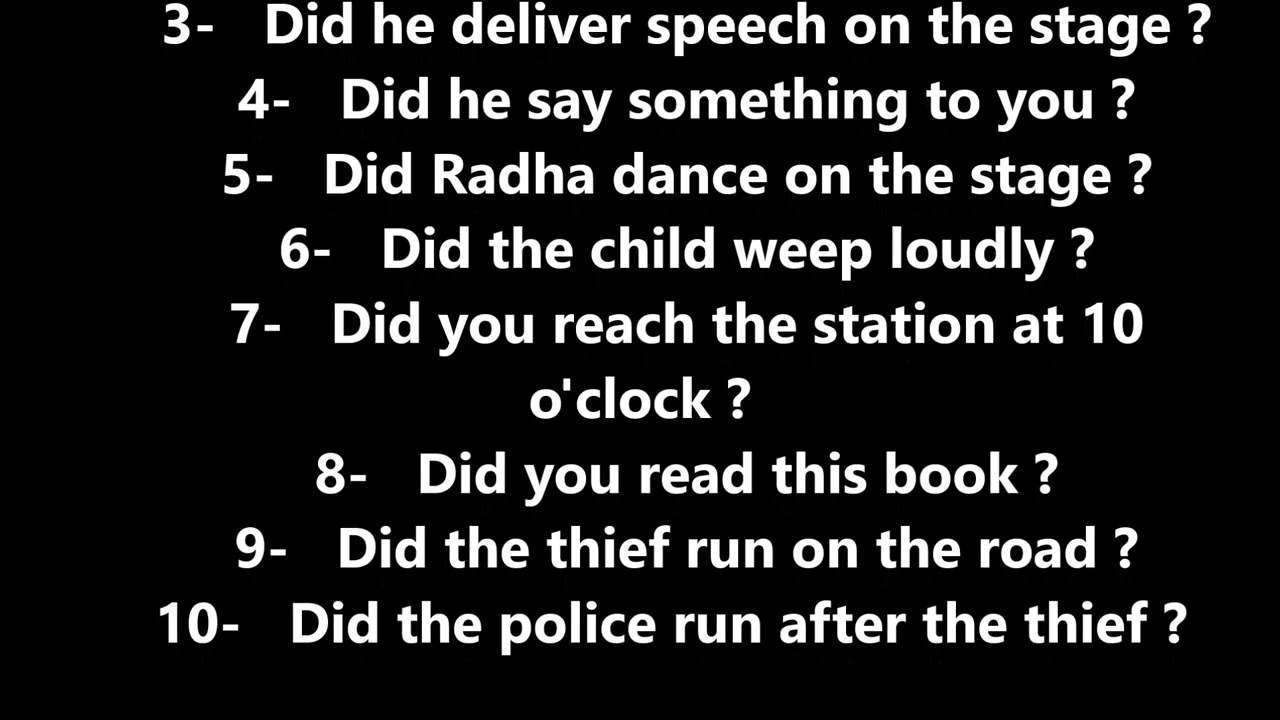 3- Did he deliver speech on the stage ?
4- Did he say something to you ?
5- Did Radha dance on the stage ?
6- Did the child weep loudly ?
7- Did you reach the station at 10
o'clock ?
8- Did you read this book ?
9- Did the thief run on the road ?
10- Did the police run after the thief ?